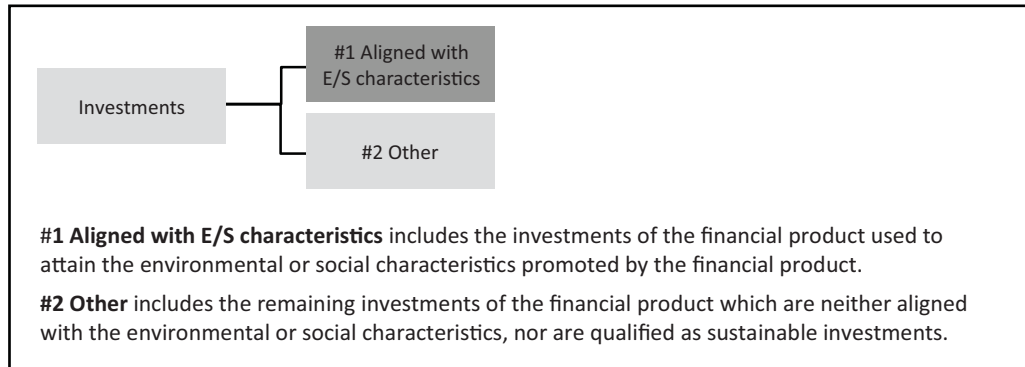 #1 Aligned with
E/S characteristics
Investments
#2 Other
#1 Aligned with E/S characteristics includes the investments of the financial product used to
attain the environmental or social characteristics promoted by the financial product.
#2 Other includes the remaining investments of the financial product which are neither aligned
with the environmental or social characteristics, nor are qualified as sustainable investments.